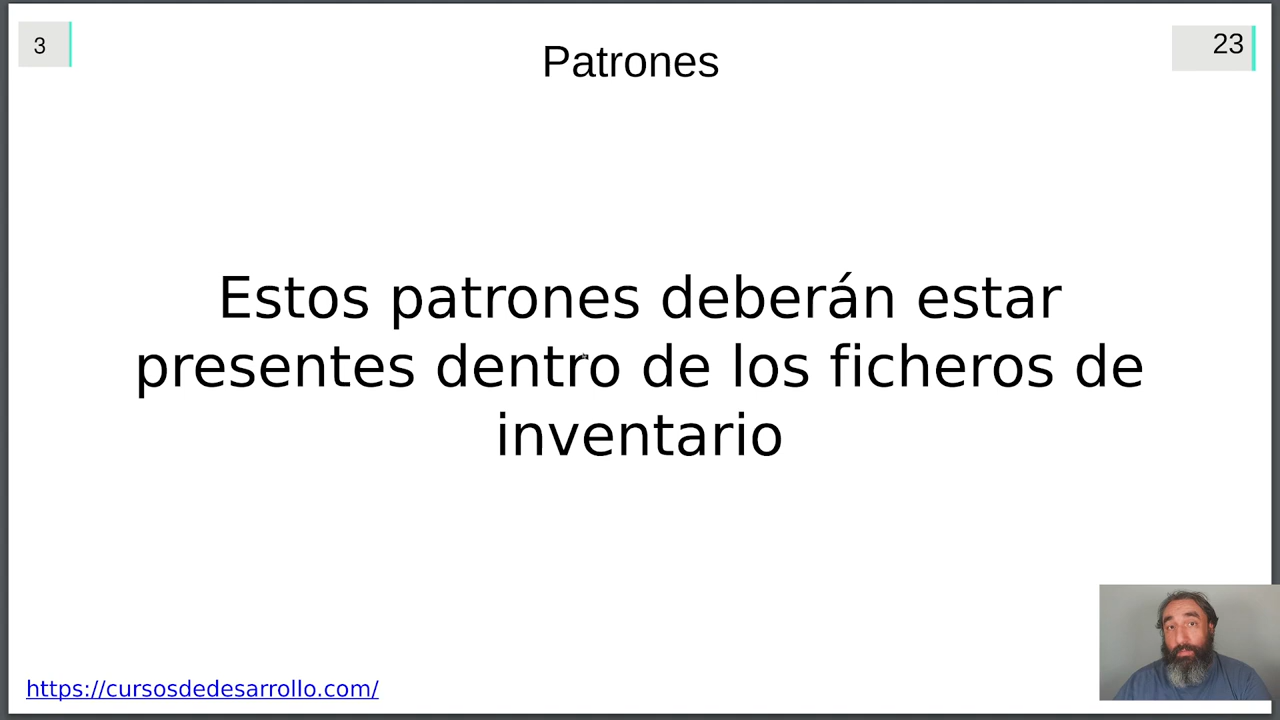 3
Patrones
23
Estos patrones deberán estar
presentes dentro de los ficheros de
inventario
https://cursosdedesarrollo.com/